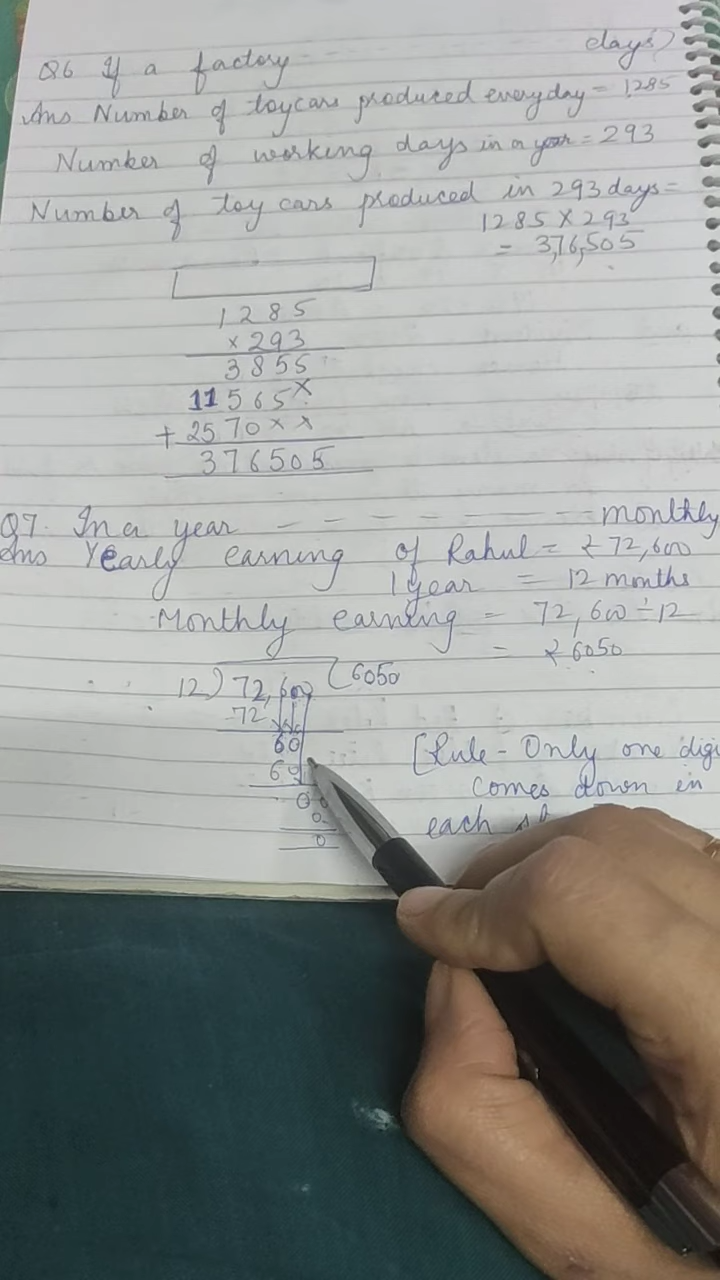 Q6 If a factory days?
Ans Number of toycars produced everyday = 1285
Number of working days in a year = 293
Number of toy cars produced in 293 days =
1285 × 293
= 3,76,505
1285
× 293
3855
11565×
+ 2570××
376505
Q7. In a year - - - - - - - monthly
Ans Yearly earning of Rahul = ₹72,600
1 year = 12 months
Monthly earning = 72,600 ÷ 12
= ₹6050
12) 72,600 (6050
-72
60
60
00
0
0
[Rule - Only one digi
comes down in
each